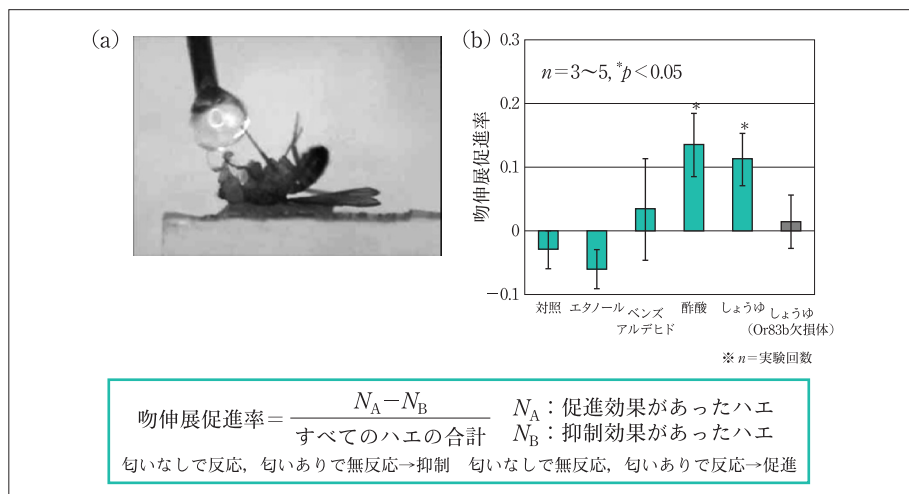 (a)
(b)
吻伸展促進率
0.3
0.2
0.1
0
−0.1
n=3〜5, *p<0.05
*
*
対照
エタノール
ベンズ
アルデヒド
酢酸
しょうゆ
しょうゆ
(Or83b欠損体)
※ n=実験回数
吻伸展促進率= N_A−N_B / すべてのハエの合計
N_A：促進効果があったハエ
N_B：抑制効果があったハエ
匂いなしで反応，匂いありで無反応→抑制　匂いなしで無反応，匂いありで反応→促進